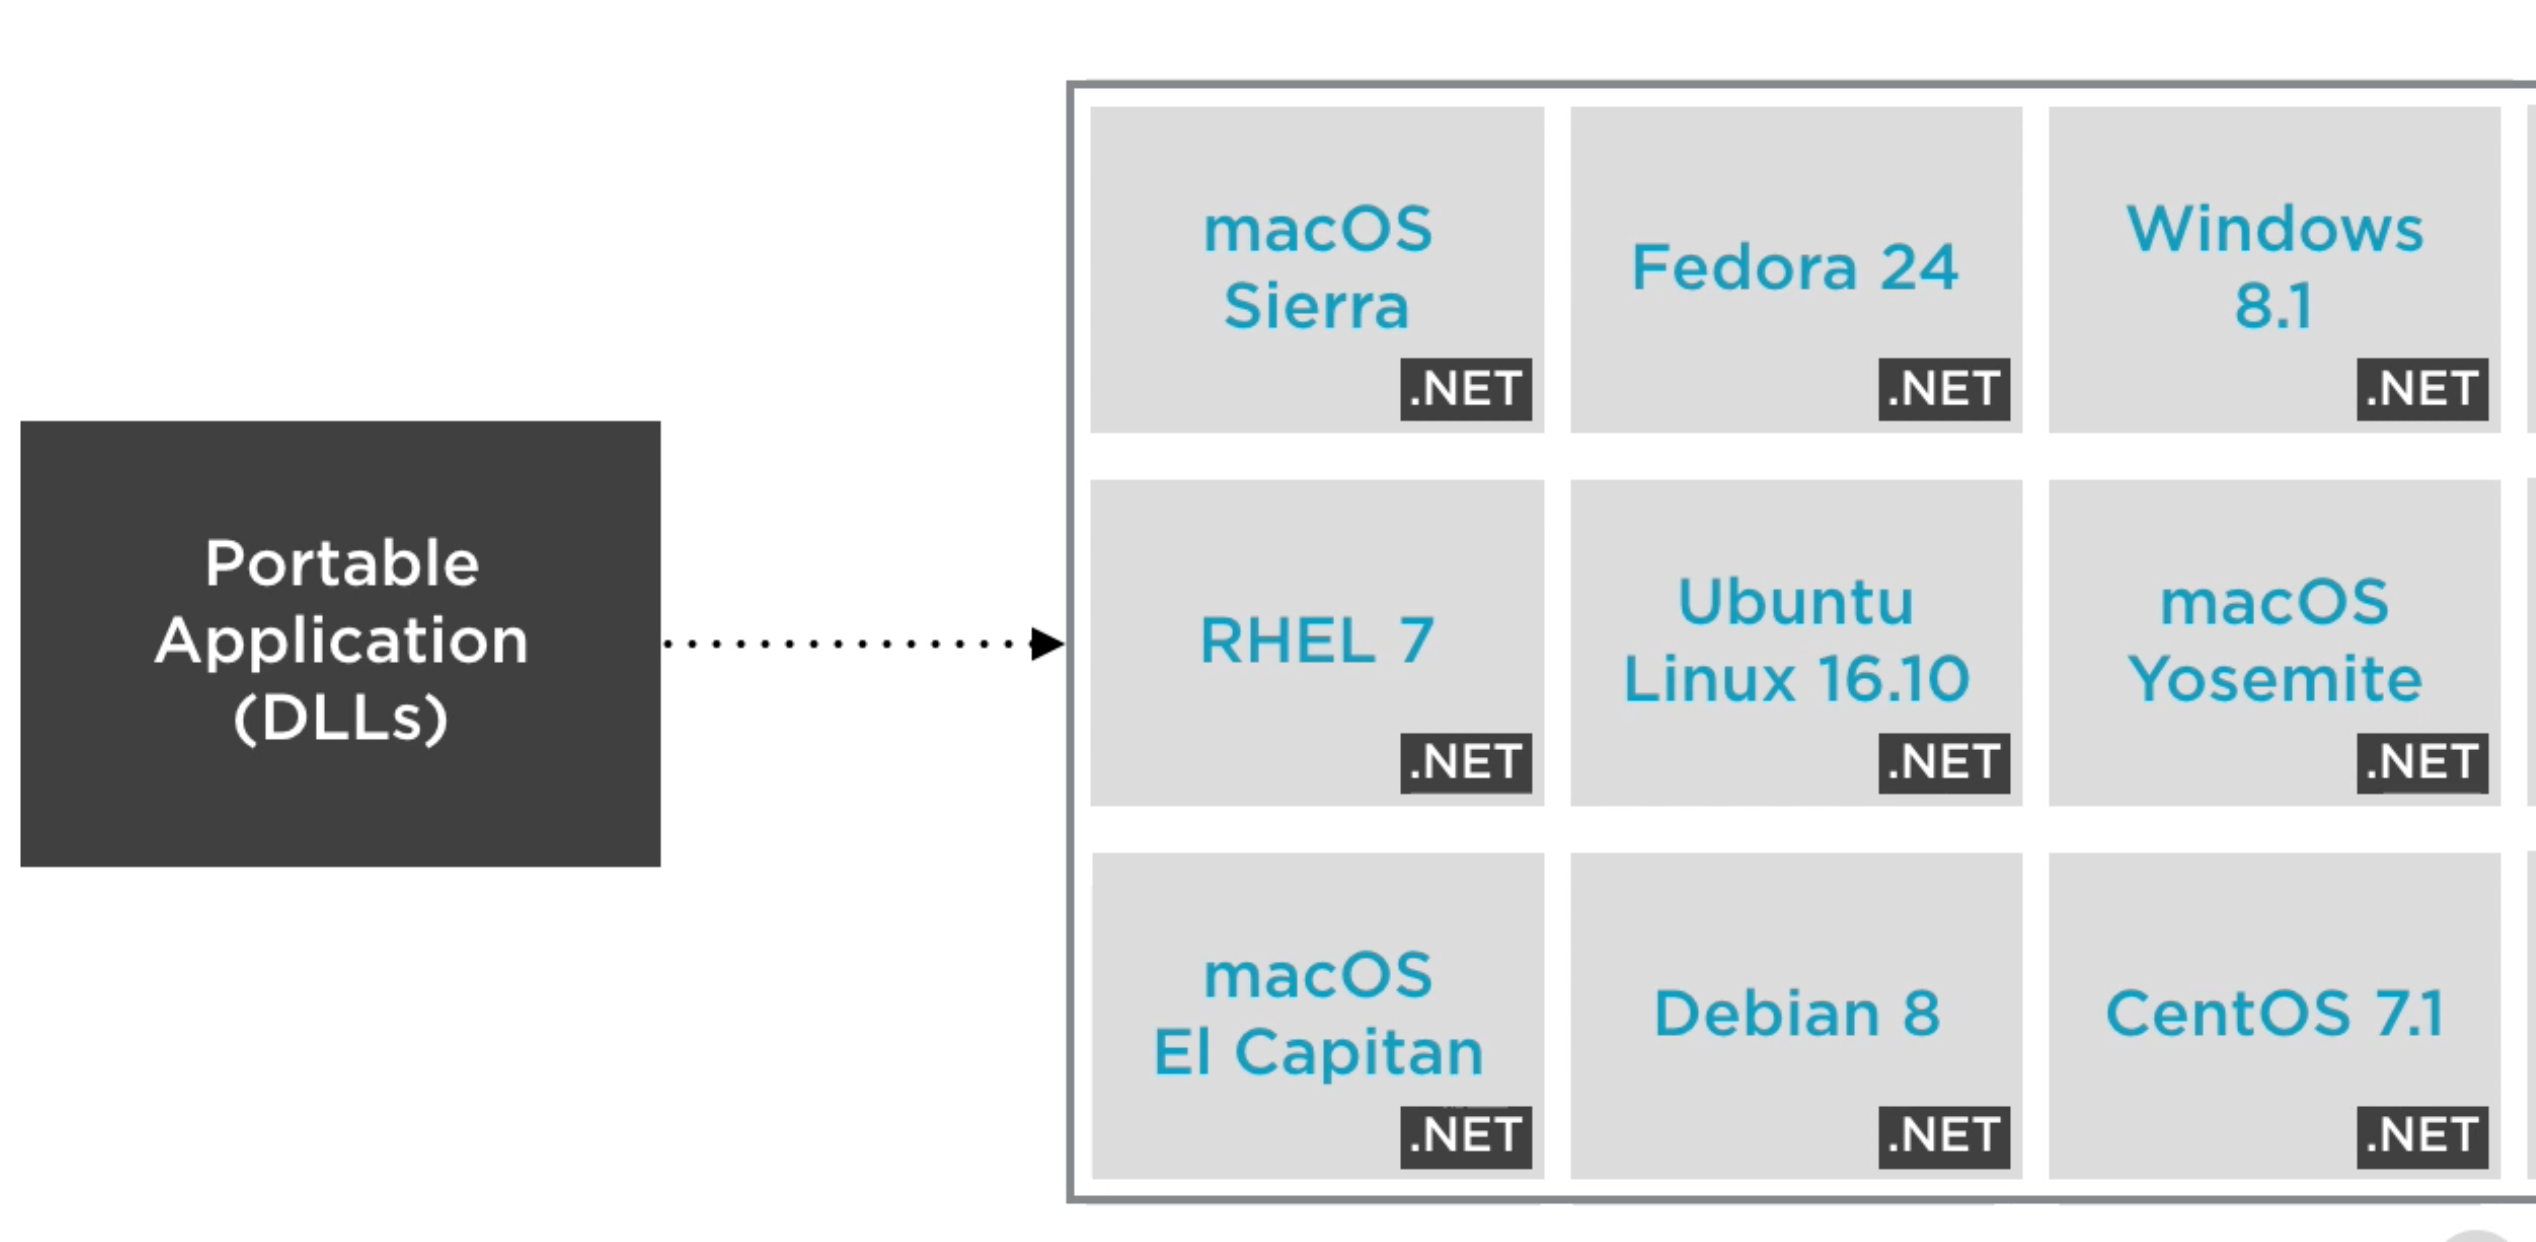 Portable
Application
(DLLs)
macOS
Sierra
.NET
Fedora 24
.NET
Windows
8.1
.NET
RHEL 7
.NET
Ubuntu
Linux 16.10
.NET
macOS
Yosemite
.NET
macOS
El Capitan
.NET
Debian 8
.NET
CentOS 7.1
.NET